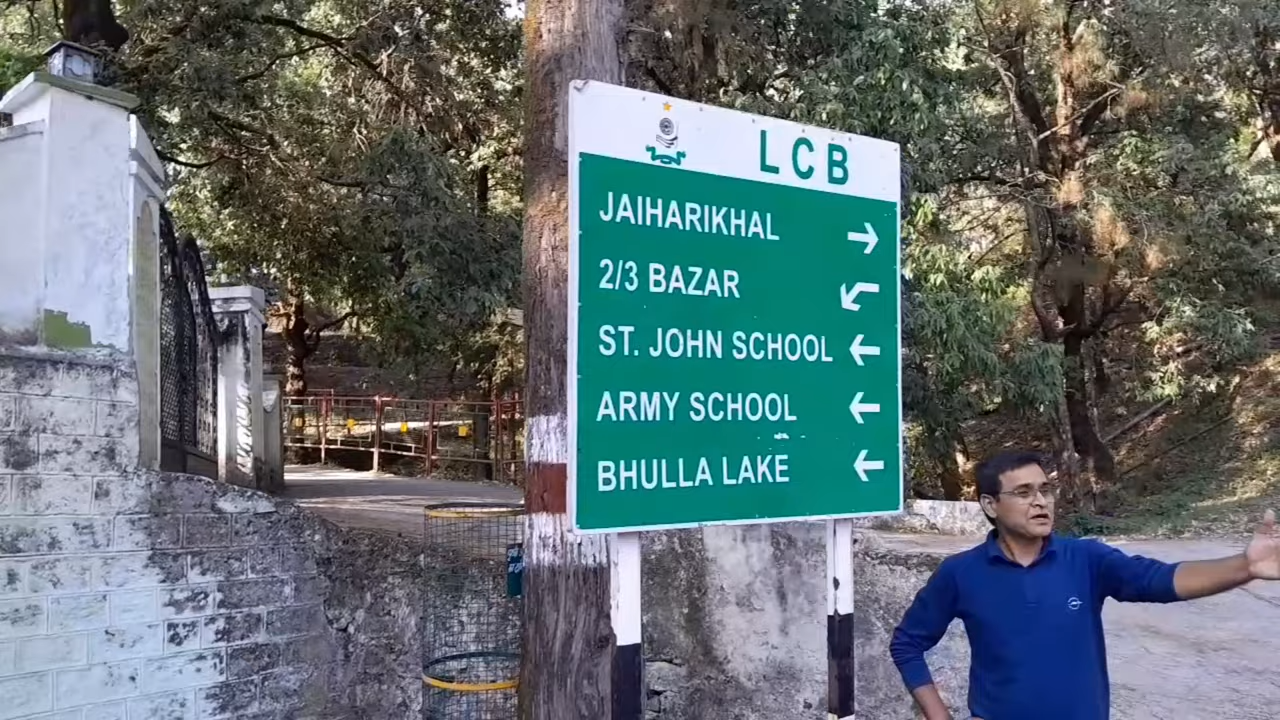 LCB
JAIHARIKHAL →
2/3 BAZAR ↙
ST. JOHN SCHOOL ←
ARMY SCHOOL ←
BHULLA LAKE ←